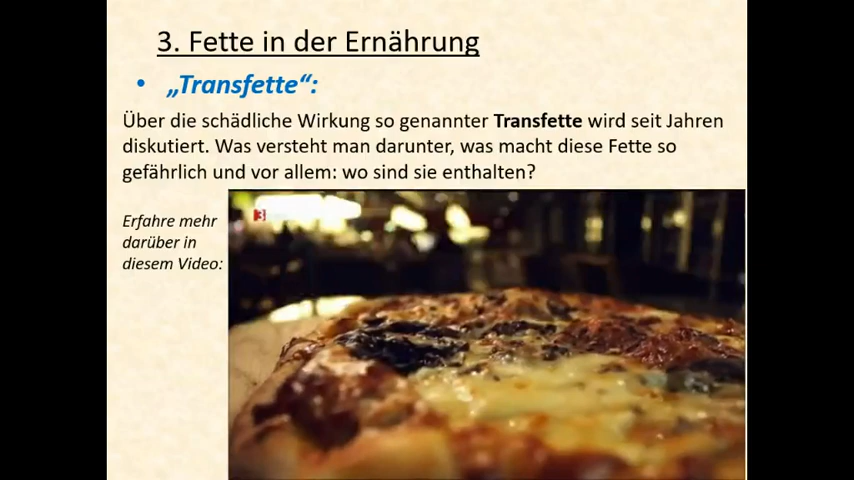 3. Fette in der Ernährung
• „Transfette“:
Über die schädliche Wirkung so genannter Transfette wird seit Jahren
diskutiert. Was versteht man darunter, was macht diese Fette so
gefährlich und vor allem: wo sind sie enthalten?
Erfahre mehr
darüber in
diesem Video:
3